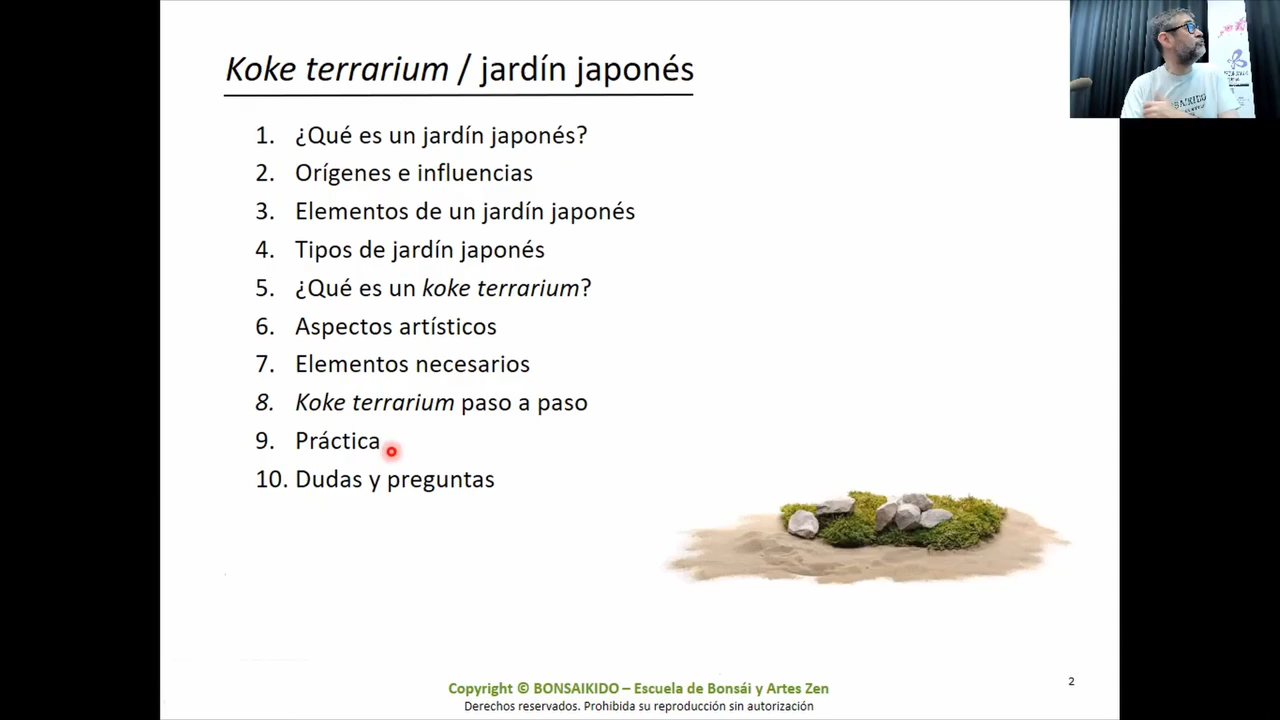 Koke terrarium / jardín japonés
1. ¿Qué es un jardín japonés?
2. Orígenes e influencias
3. Elementos de un jardín japonés
4. Tipos de jardín japonés
5. ¿Qué es un koke terrarium?
6. Aspectos artísticos
7. Elementos necesarios
8. Koke terrarium paso a paso
9. Práctica
10. Dudas y preguntas
Copyright © BONSAIKIDO – Escuela de Bonsái y Artes Zen
Derechos reservados. Prohibida su reproducción sin autorización
2